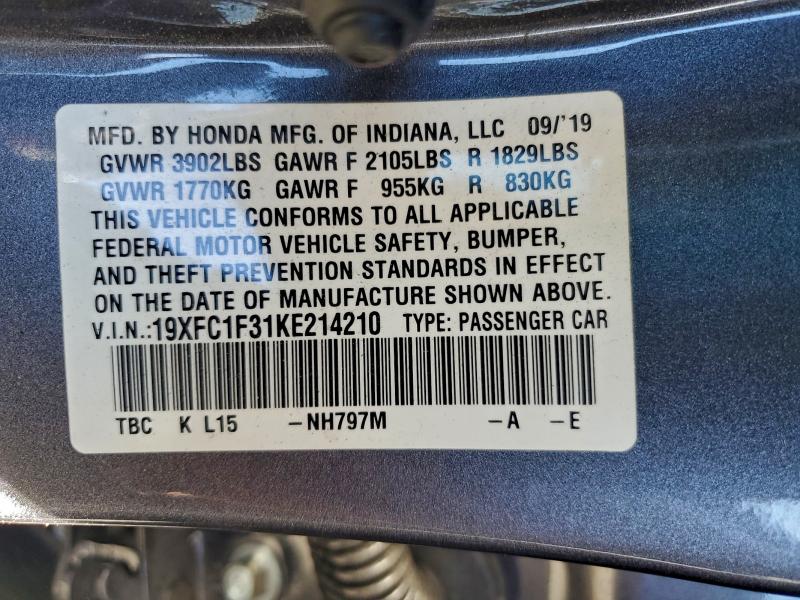 MFD. BY HONDA MFG. OF INDIANA, LLC 09/'19
GVWR 3902LBS GAWR F 2105LBS R 1829LBS
GVWR 1770KG GAWR F 955KG R 830KG
THIS VEHICLE CONFORMS TO ALL APPLICABLE
FEDERAL MOTOR VEHICLE SAFETY, BUMPER,
AND THEFT PREVENTION STANDARDS IN EFFECT
ON THE DATE OF MANUFACTURE SHOWN ABOVE.
V.I.N.:19XFC1F31KE214210 TYPE: PASSENGER CAR
TBC K L15 -NH797M -A -E